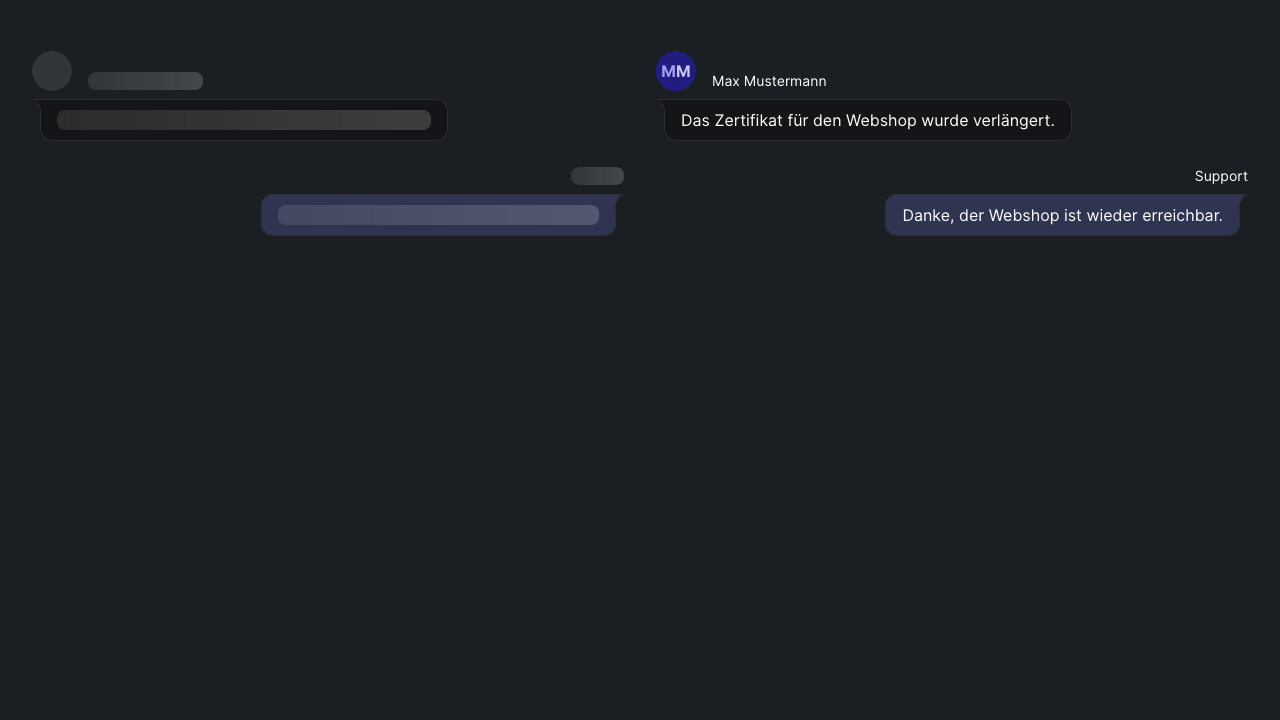 MM
Max Mustermann
Das Zertifikat für den Webshop wurde verlängert.
Support
Danke, der Webshop ist wieder erreichbar.